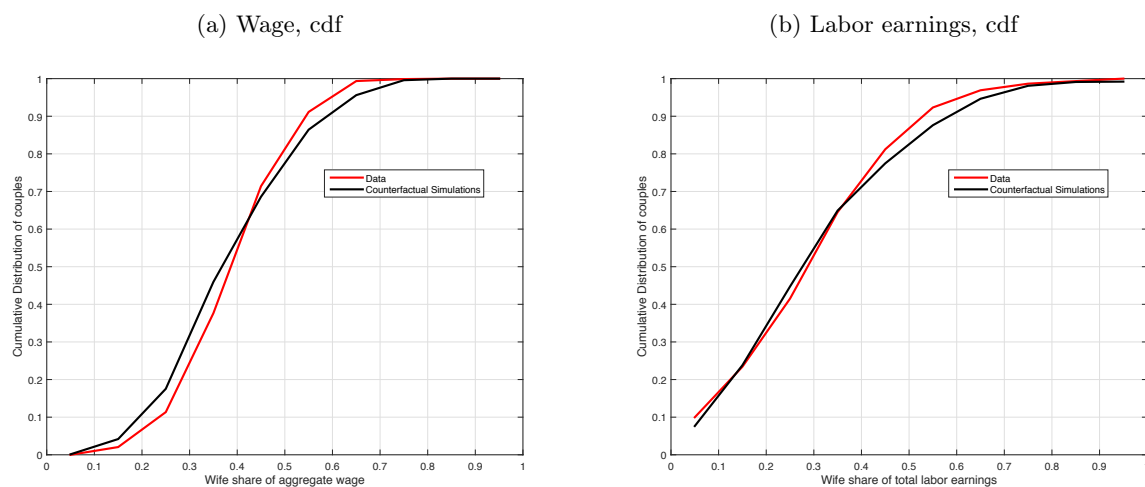 (a) Wage, cdf
1
0.9
0.8
0.7
0.6
0.5
0.4
0.3
0.2
0.1
0
Cumulative Distribution of couples
Data
Counterfactual Simulations
0 0.1 0.2 0.3 0.4 0.5 0.6 0.7 0.8 0.9 1
Wife share of aggregate wage
(b) Labor earnings, cdf
1
0.9
0.8
0.7
0.6
0.5
0.4
0.3
0.2
0.1
0
Cumulative Distribution of couples
Data
Counterfactual Simulations
0 0.1 0.2 0.3 0.4 0.5 0.6 0.7 0.8 0.9
Wife share of total labor earnings